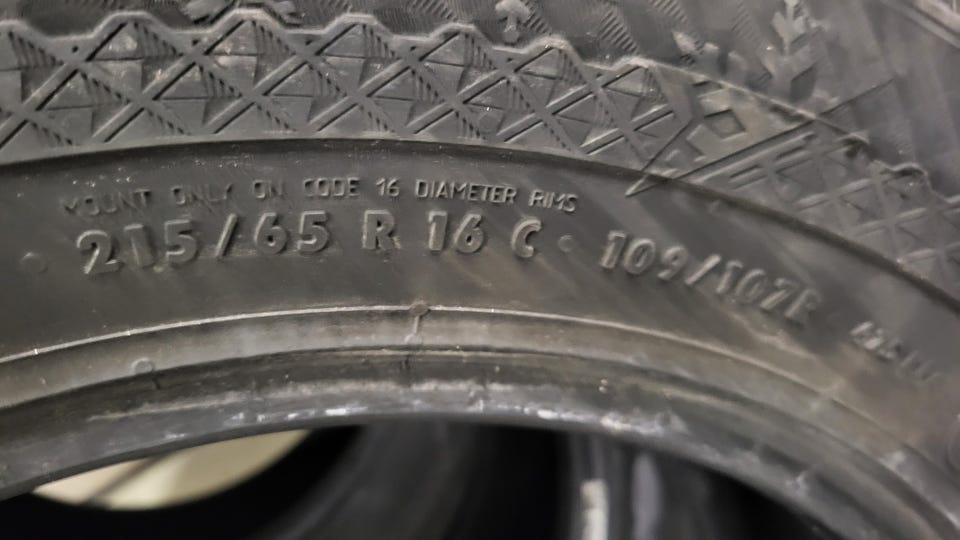 MOUNT ONLY ON CODE 16 DIAMETER RIMS
215/65 R 16 C 109/107R